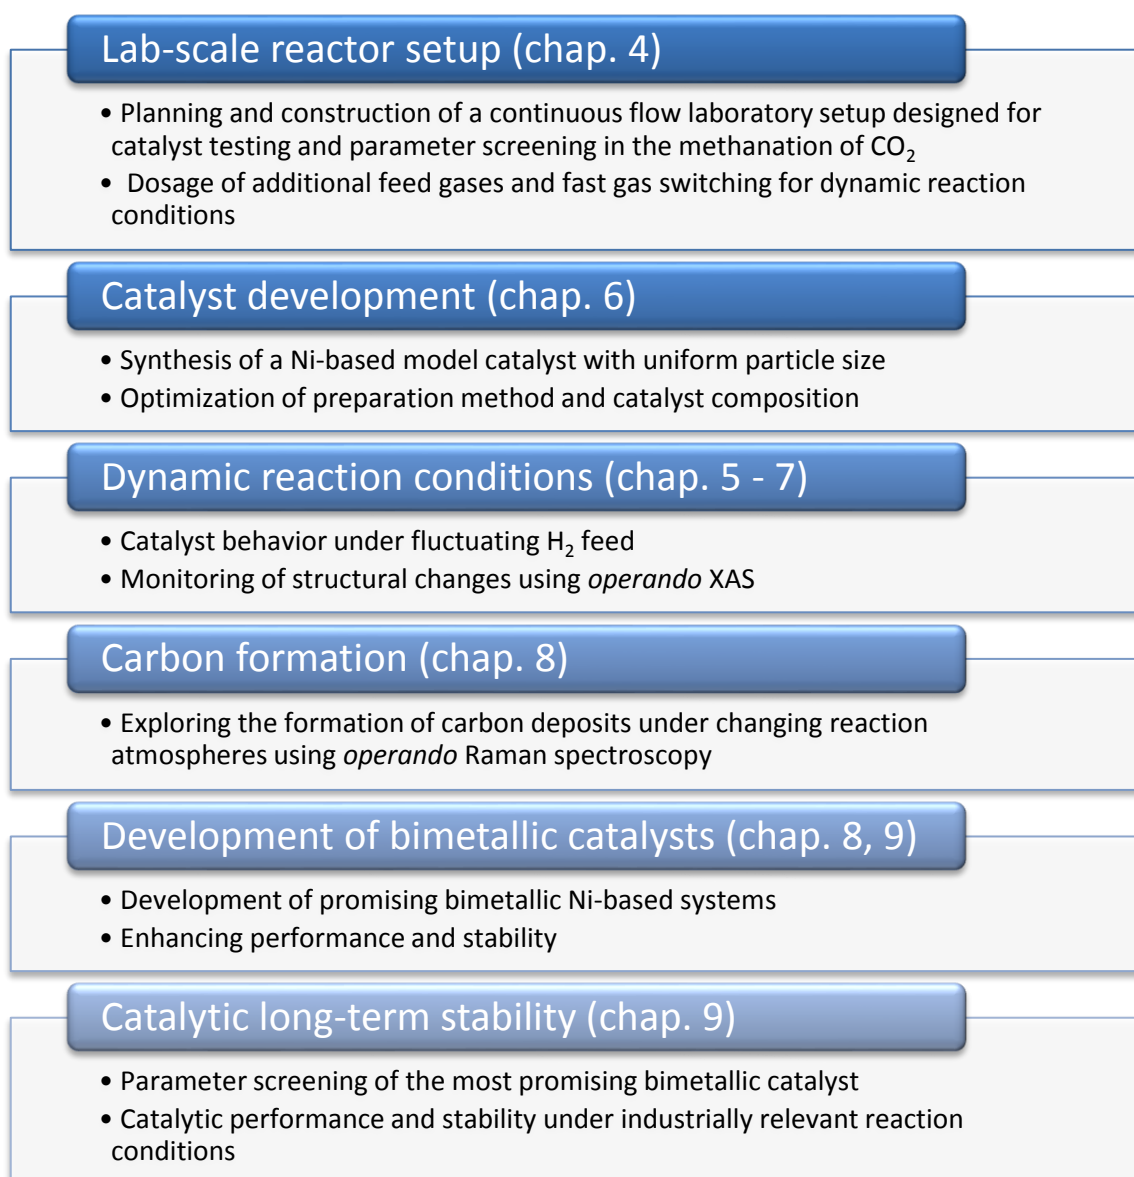 Lab-scale reactor setup (chap. 4)
• Planning and construction of a continuous flow laboratory setup designed for
catalyst testing and parameter screening in the methanation of CO₂
• Dosage of additional feed gases and fast gas switching for dynamic reaction
conditions
Catalyst development (chap. 6)
• Synthesis of a Ni-based model catalyst with uniform particle size
• Optimization of preparation method and catalyst composition
Dynamic reaction conditions (chap. 5 - 7)
• Catalyst behavior under fluctuating H₂ feed
• Monitoring of structural changes using operando XAS
Carbon formation (chap. 8)
• Exploring the formation of carbon deposits under changing reaction
atmospheres using operando Raman spectroscopy
Development of bimetallic catalysts (chap. 8, 9)
• Development of promising bimetallic Ni-based systems
• Enhancing performance and stability
Catalytic long-term stability (chap. 9)
• Parameter screening of the most promising bimetallic catalyst
• Catalytic performance and stability under industrially relevant reaction
conditions